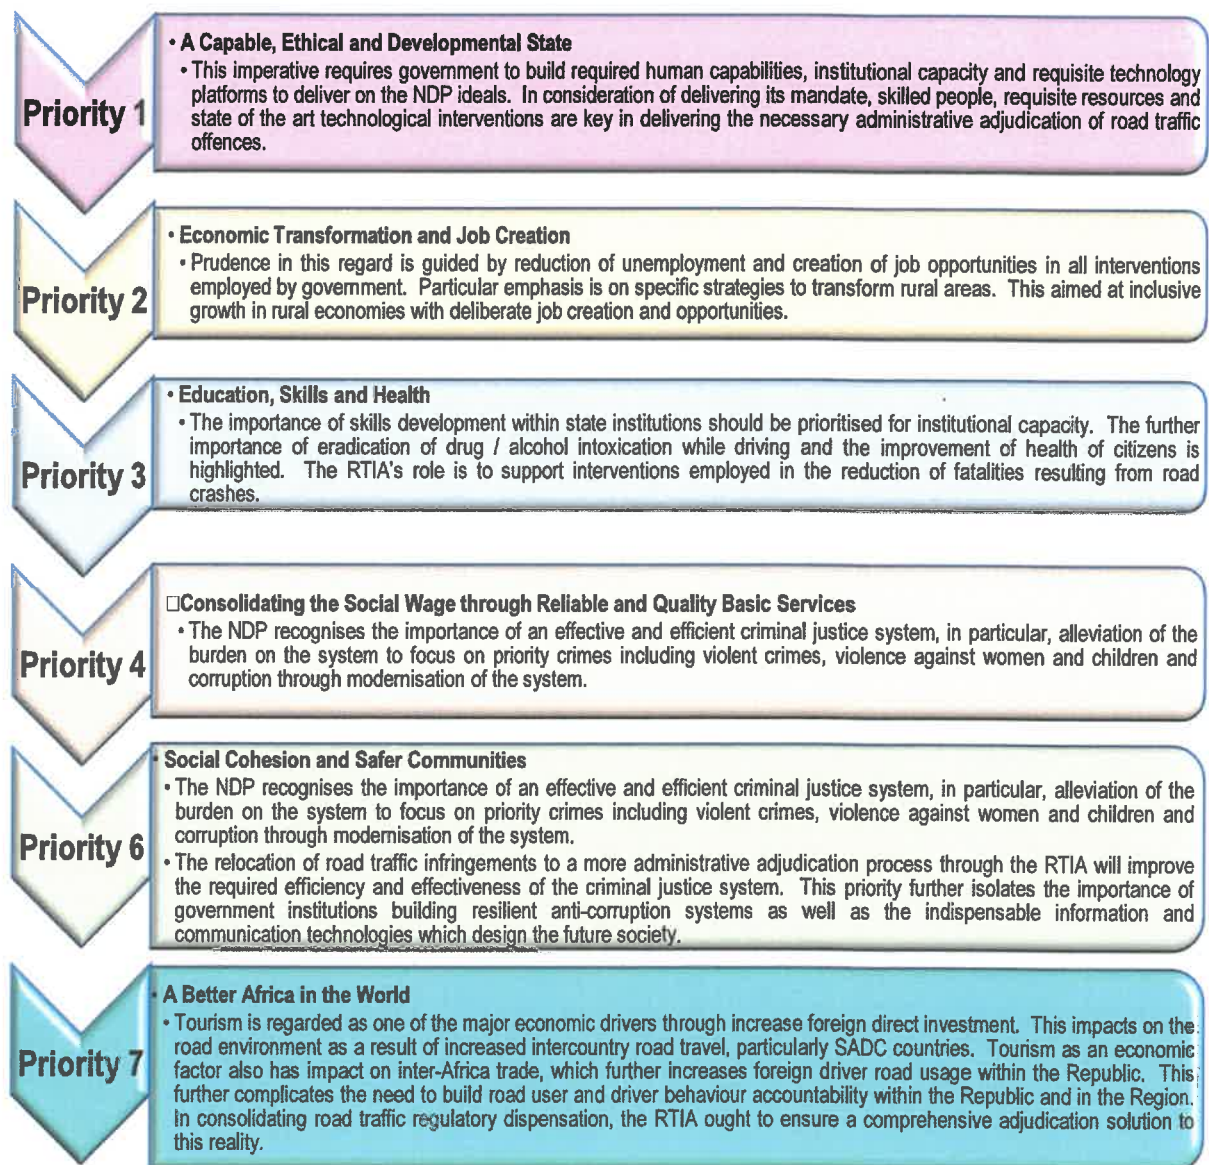 Priority 1
• A Capable, Ethical and Developmental State
• This imperative requires government to build required human capabilities, institutional capacity and requisite technology
platforms to deliver on the NDP ideals. In consideration of delivering its mandate, skilled people, requisite resources and
state of the art technological interventions are key in delivering the necessary administrative adjudication of road traffic
offences.
Priority 2
• Economic Transformation and Job Creation
• Prudence in this regard is guided by reduction of unemployment and creation of job opportunities in all interventions
employed by government. Particular emphasis is on specific strategies to transform rural areas. This aimed at inclusive
growth in rural economies with deliberate job creation and opportunities.
Priority 3
• Education, Skills and Health
• The importance of skills development within state institutions should be prioritised for institutional capacity. The further
importance of eradication of drug / alcohol intoxication while driving and the improvement of health of citizens is
highlighted. The RTIA's role is to support interventions employed in the reduction of fatalities resulting from road
crashes.
Priority 4
□Consolidating the Social Wage through Reliable and Quality Basic Services
• The NDP recognises the importance of an effective and efficient criminal justice system, in particular, alleviation of the
burden on the system to focus on priority crimes including violent crimes, violence against women and children and
corruption through modernisation of the system.
Priority 6
• Social Cohesion and Safer Communities
• The NDP recognises the importance of an effective and efficient criminal justice system, in particular, alleviation of the
burden on the system to focus on priority crimes including violent crimes, violence against women and children and
corruption through modernisation of the system.
• The relocation of road traffic infringements to a more administrative adjudication process through the RTIA will improve
the required efficiency and effectiveness of the criminal justice system. This priority further isolates the importance of
government institutions building resilient anti-corruption systems as well as the indispensable information and
communication technologies which design the future society.
Priority 7
• A Better Africa in the World
• Tourism is regarded as one of the major economic drivers through increase foreign direct investment. This impacts on the
road environment as a result of increased intercountry road travel, particularly SADC countries. Tourism as an economic
factor also has impact on inter-Africa trade, which further increases foreign driver road usage within the Republic. This
further complicates the need to build road user and driver behaviour accountability within the Republic and in the Region.
In consolidating road traffic regulatory dispensation, the RTIA ought to ensure a comprehensive adjudication solution to
this reality.